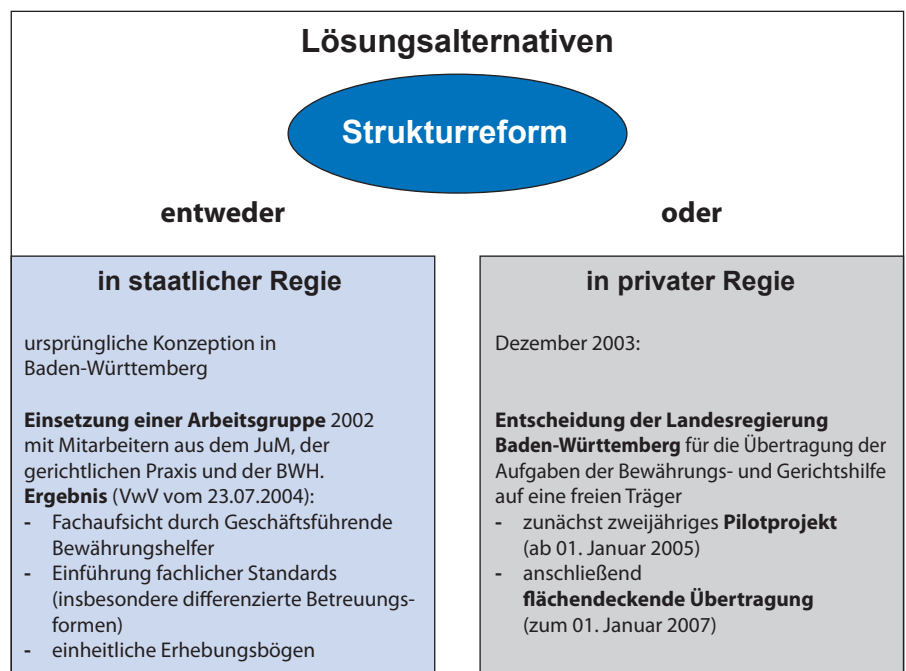 Lösungsalternativen
Strukturreform
entweder
oder
in staatlicher Regie
ursprüngliche Konzeption in
Baden-Württemberg
Einsetzung einer Arbeitsgruppe 2002
mit Mitarbeitern aus dem JuM, der
gerichtlichen Praxis und der BWH.
Ergebnis (VwV vom 23.07.2004):
- Fachaufsicht durch Geschäftsführende
Bewährungshelfer
- Einführung fachlicher Standards
(insbesondere differenzierte Betreuungs-
formen)
- einheitliche Erhebungsbögen
in privater Regie
Dezember 2003:
Entscheidung der Landesregierung
Baden-Württemberg für die Übertragung der
Aufgaben der Bewährungs- und Gerichtshilfe
auf eine freien Träger
- zunächst zweijähriges Pilotprojekt
(ab 01. Januar 2005)
- anschließend
flächendeckende Übertragung
(zum 01. Januar 2007)